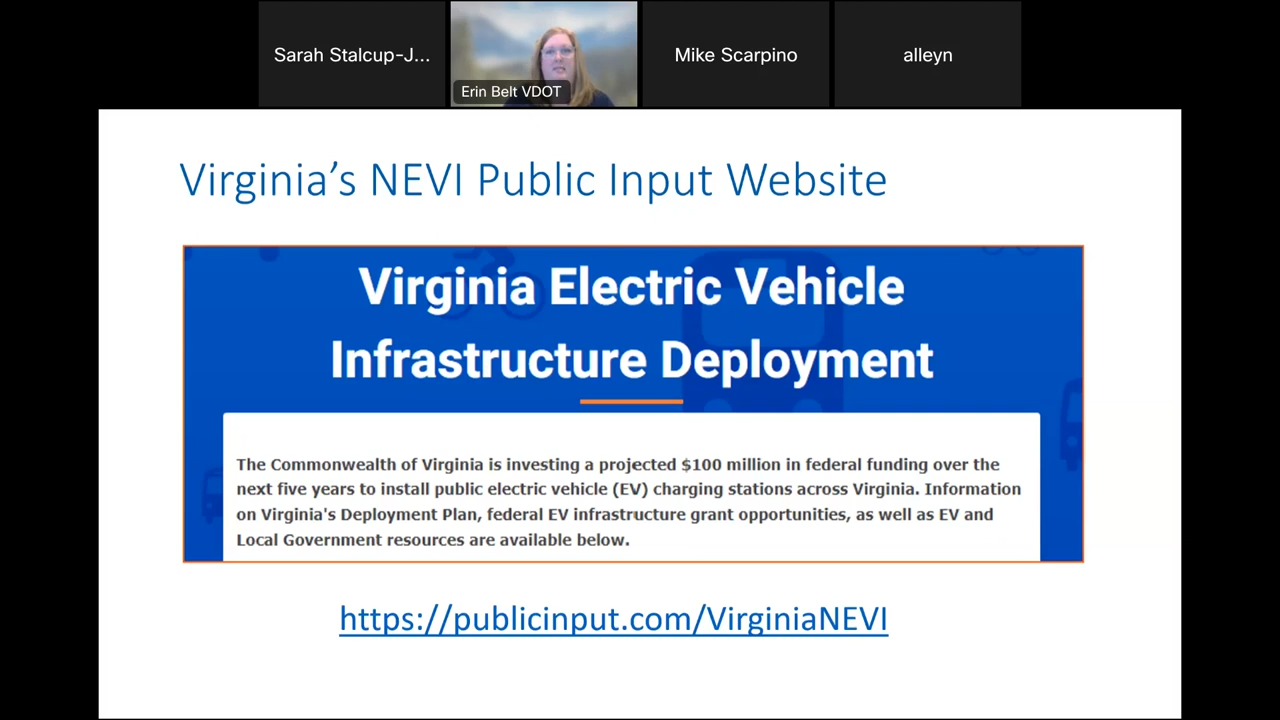 Sarah Stalcup-J...
Erin Belt VDOT
Mike Scarpino
alleyn
Virginia’s NEVI Public Input Website
Virginia Electric Vehicle
Infrastructure Deployment
The Commonwealth of Virginia is investing a projected $100 million in federal funding over the
next five years to install public electric vehicle (EV) charging stations across Virginia. Information
on Virginia's Deployment Plan, federal EV infrastructure grant opportunities, as well as EV and
Local Government resources are available below.
https://publicinput.com/VirginiaNEVI